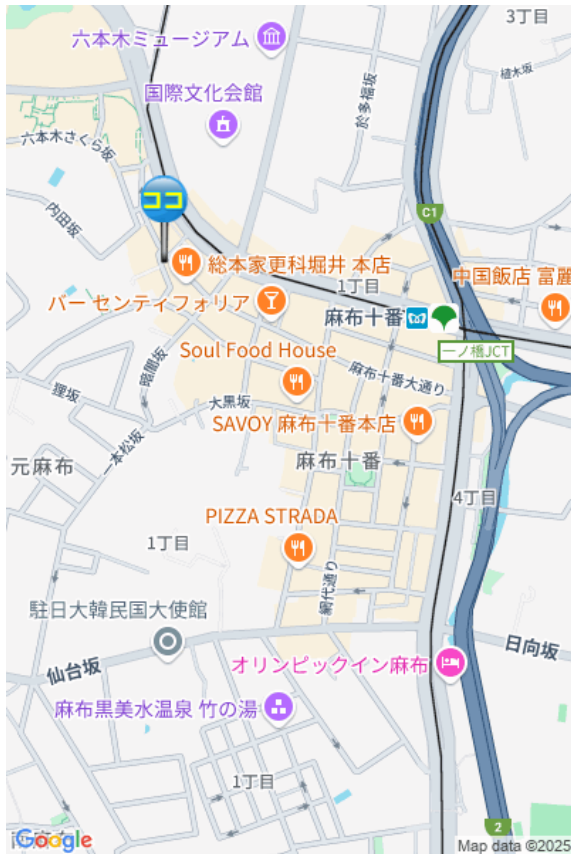 3丁目
六本木ミュージアム
植木坂
国際文化会館
於多福坂
六本木さくら坂
ココ
内田坂
C1
総本家更科堀井 本店
1丁目
中国飯店 富麗
バー センティフォリア
麻布十番
一ノ橋JCT
Soul Food House
麻布十番大通り
暗闇坂
狸坂
大黒坂
SAVOY 麻布十番本店
一本松坂
元麻布
麻布十番
4丁目
PIZZA STRADA
1丁目
網代通り
駐日大韓民国大使館
日向坂
仙台坂
オリンピックイン麻布
麻布黒美水温泉 竹の湯
1丁目
2
Google
Map data ©2025